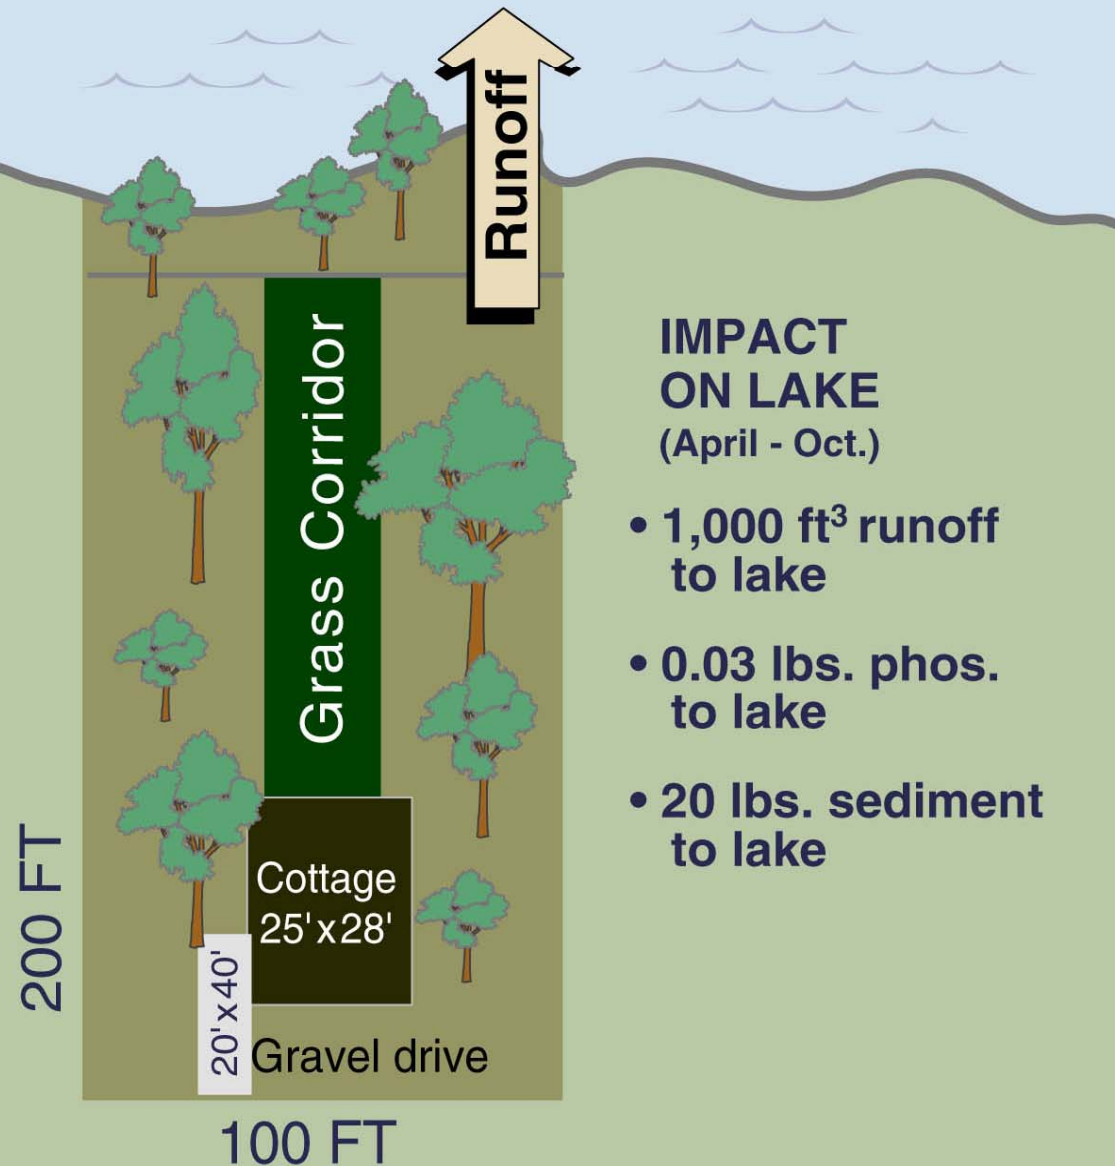 Runoff
Grass Corridor
IMPACT
ON LAKE
(April - Oct.)
• 1,000 ft³ runoff
to lake
• 0.03 lbs. phos.
to lake
• 20 lbs. sediment
to lake
Cottage
25'x28'
20'x40'
Gravel drive
200 FT
100 FT